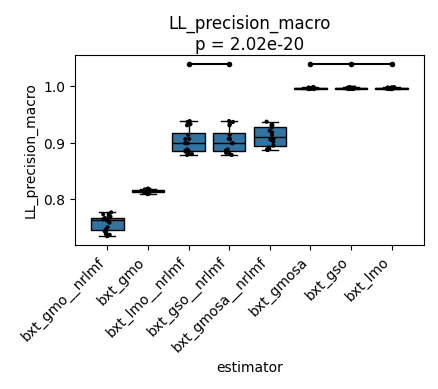 LL_precision_macro
p = 2.02e-20
LL_precision_macro
1.0
0.9
0.8
bxt_gmo__nrlmf
bxt_gmo
bxt_lmo__nrlmf
bxt_gso__nrlmf
bxt_gmosa__nrlmf
bxt_gmosa
bxt_gso
bxt_lmo
estimator